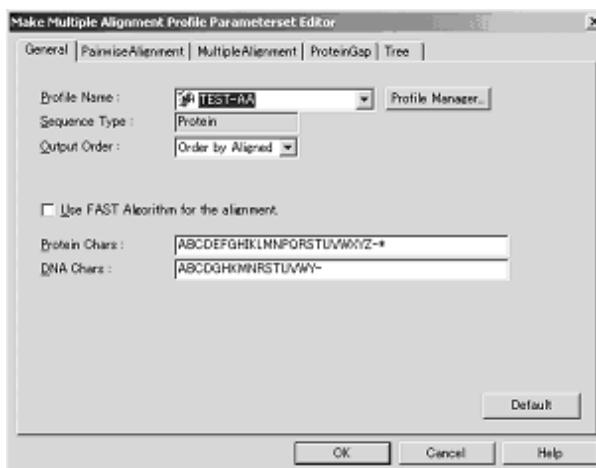 Make Multiple Alignment Profile Parameterset Editor
General PairwiseAlignment MultipleAlignment ProteinGap Tree
Profile Name : TEST-AA Profile Manager...
Sequence Type : Protein
Output Order : Order by Aligned
Use FAST Algorithm for the alignment.
Protein Chars : ABCDEFGHIKLMNPQRSTUVWXYZ-*
DNA Chars : ABCDGHKMNRSTUVWY-
Default
OK Cancel Help